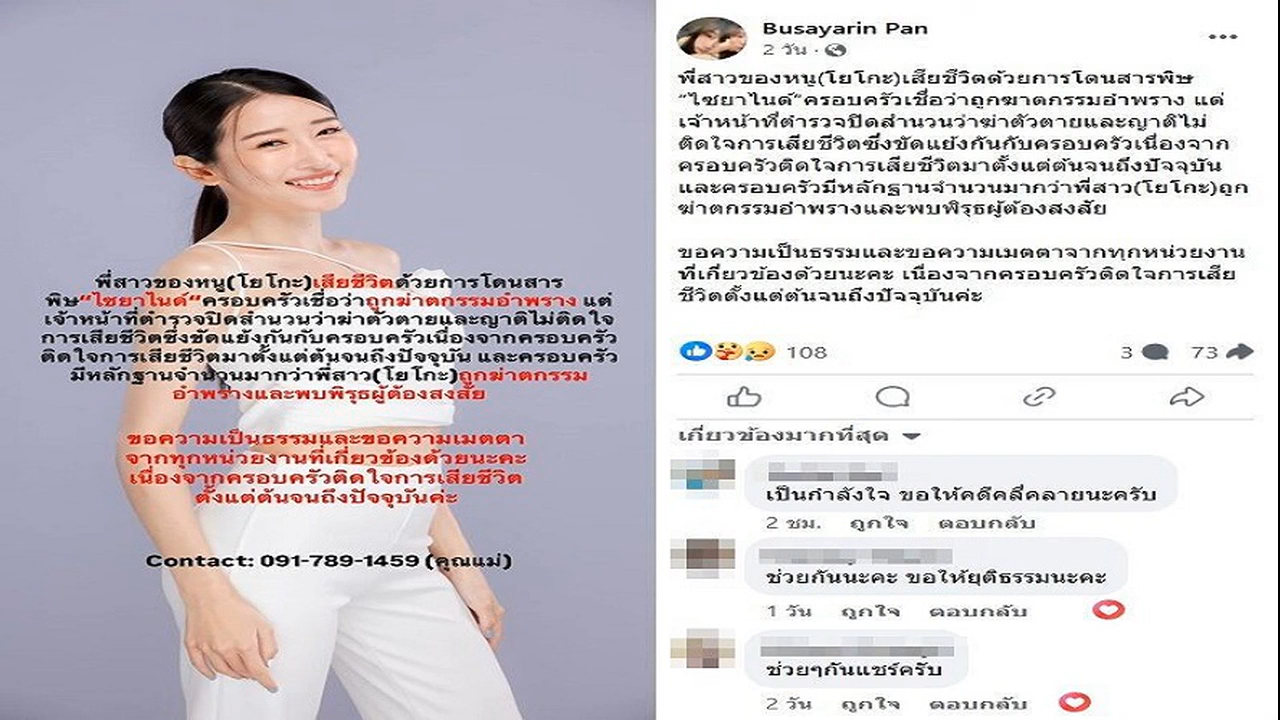 พี่สาวของหนู(โยโกะ)เสียชีวิตด้วยการโดนสาร
พิษ“ไซยาไนด์“ครอบครัวเชื่อว่าถูกฆาตกรรมอำพราง แต่
เจ้าหน้าที่ตำรวจปิดสำนวนว่าฆ่าตัวตายและญาติไม่ติดใจ
การเสียชีวิตซึ่งขัดแย้งกันกับครอบครัวเนื่องจากครอบครัว
ติดใจการเสียชีวิตมาตั้งแต่ต้นจนถึงปัจจุบัน และครอบครัว
มีหลักฐานจำนวนมากว่าพี่สาว(โยโกะ)ถูกฆาตกรรม
อำพรางและพบพิรุธผู้ต้องสงสัย
ขอความเป็นธรรมและขอความเมตตา
จากทุกหน่วยงานที่เกี่ยวข้องด้วยนะคะ
เนื่องจากครอบครัวติดใจการเสียชีวิต
ตั้งแต่ต้นจนถึงปัจจุบันค่ะ
Contact: 091-789-1459 (คุณแม่)
Busayarin Pan
2 วัน ·
พี่สาวของหนู(โยโกะ)เสียชีวิตด้วยการโดนสารพิษ
“ไซยาไนด์“ครอบครัวเชื่อว่าถูกฆาตกรรมอำพราง แต่
เจ้าหน้าที่ตำรวจปิดสำนวนว่าฆ่าตัวตายและญาติไม่
ติดใจการเสียชีวิตซึ่งขัดแย้งกันกับครอบครัวเนื่องจาก
ครอบครัวติดใจการเสียชีวิตมาตั้งแต่ต้นจนถึงปัจจุบัน
และครอบครัวมีหลักฐานจำนวนมากว่าพี่สาว(โยโกะ)ถูก
ฆาตกรรมอำพรางและพบพิรุธผู้ต้องสงสัย
ขอความเป็นธรรมและขอความเมตตาจากทุกหน่วยงาน
ที่เกี่ยวข้องด้วยนะคะ เนื่องจากครอบครัวติดใจการเสีย
ชีวิตตั้งแต่ต้นจนถึงปัจจุบันค่ะ
108 3 73
เกี่ยวข้องมากที่สุด
เป็นกำลังใจ ขอให้คดีคลี่คลายนะครับ
2 ชม. ถูกใจ ตอบกลับ
ช่วยกันนะคะ ขอให้ยุติธรรมนะคะ
1 วัน ถูกใจ ตอบกลับ
ช่วยๆกันแชร์ครับ
2 วัน ถูกใจ ตอบกลับ